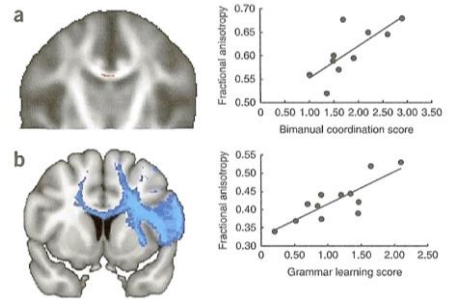 a
Fractional anisotropy
0.70
0.65
0.60
0.55
0.50
0 0.50 1.00 1.50 2.00 2.50 3.00 3.50
Bimanual coordination score
b
Fractional anisotropy
0.55
0.50
0.45
0.40
0.35
0.30
0 0.50 1.00 1.50 2.00 2.50
Grammar learning score